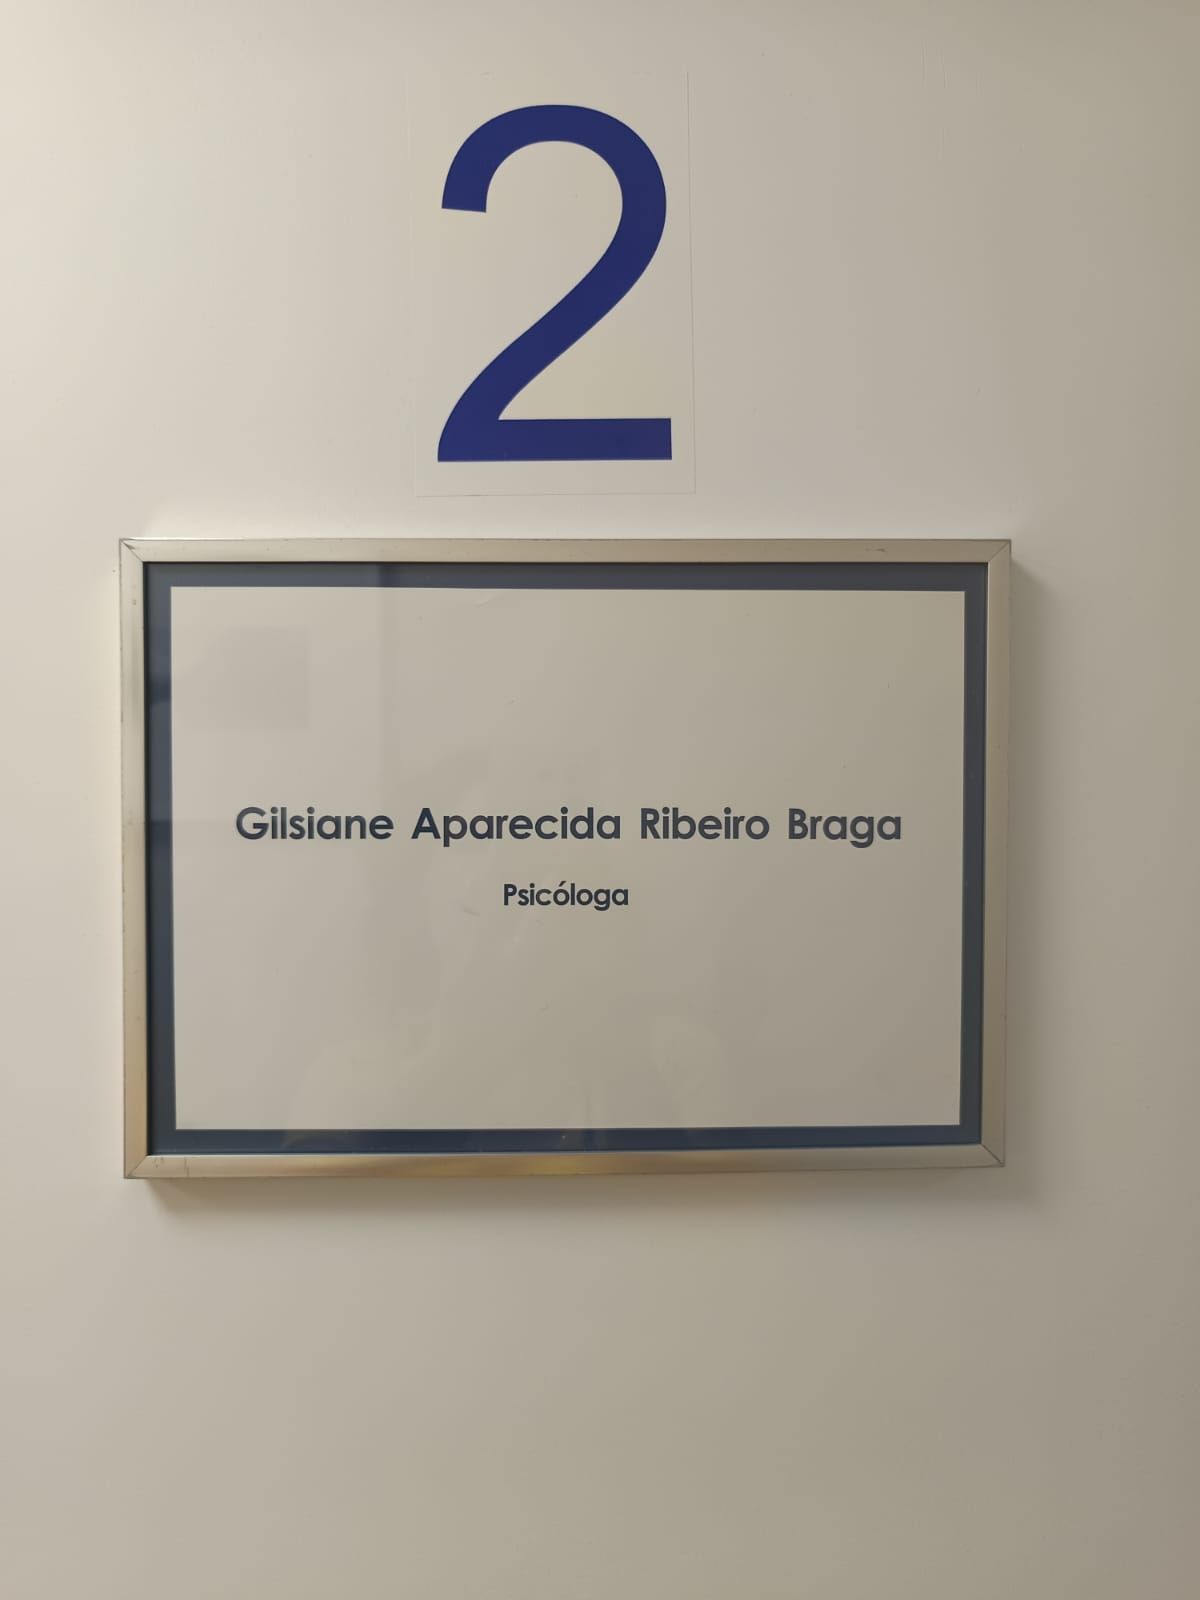 2
Gilsiane Aparecida Ribeiro Braga
Psicóloga